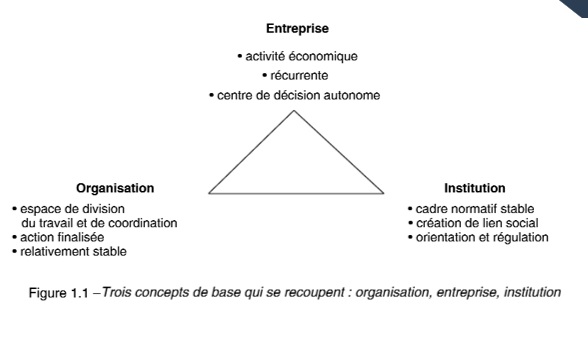 Entreprise
• activité économique
• récurrente
• centre de décision autonome
Organisation
• espace de division
du travail et de coordination
• action finalisée
• relativement stable
Institution
• cadre normatif stable
• création de lien social
• orientation et régulation
Figure 1.1 –Trois concepts de base qui se recoupent : organisation, entreprise, institution